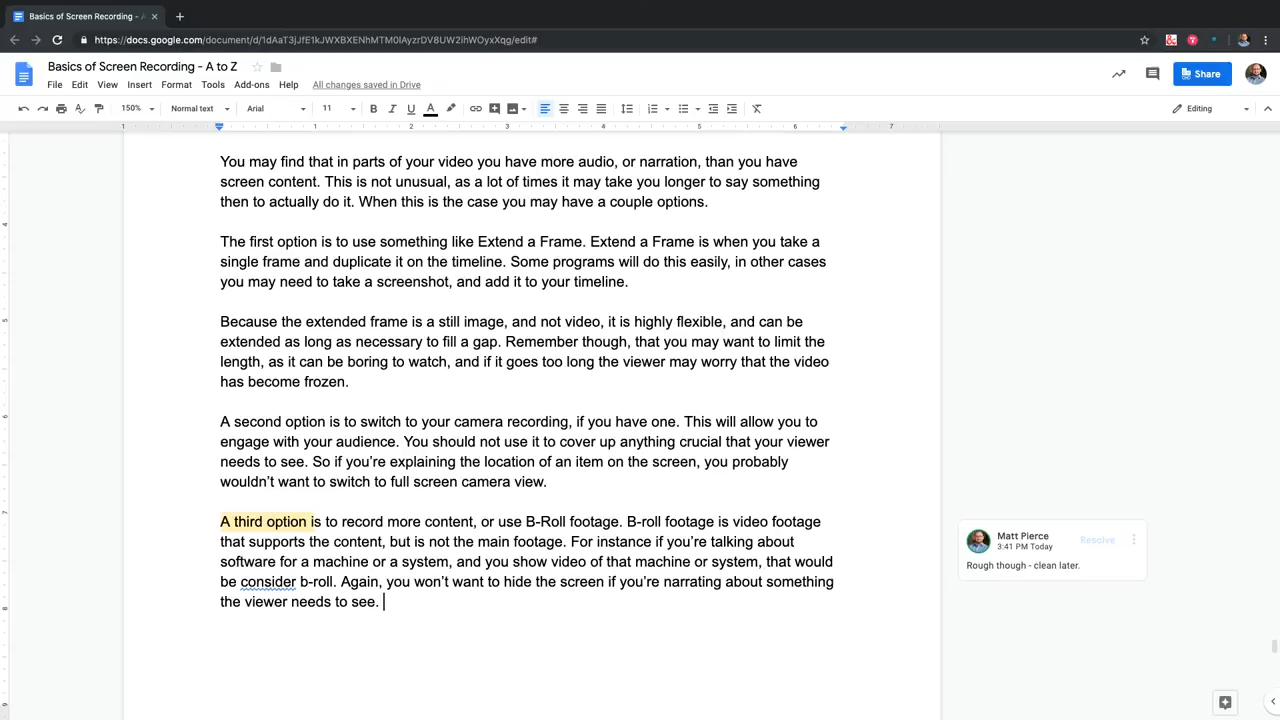 Basics of Screen Recording - A
https://docs.google.com/document/d/1dAaT3jJfE1kJWXBXENhMTM0IAyzrDV8UW2ihWOyxXqg/edit#
Basics of Screen Recording - A to Z
File Edit View Insert Format Tools Add-ons Help All changes saved in Drive
Share
150% Normal text Arial 11 B I U A Editing
1 1 2 3 4 5 6 7
You may find that in parts of your video you have more audio, or narration, than you have
screen content. This is not unusual, as a lot of times it may take you longer to say something
then to actually do it. When this is the case you may have a couple options.
The first option is to use something like Extend a Frame. Extend a Frame is when you take a
single frame and duplicate it on the timeline. Some programs will do this easily, in other cases
you may need to take a screenshot, and add it to your timeline.
Because the extended frame is a still image, and not video, it is highly flexible, and can be
extended as long as necessary to fill a gap. Remember though, that you may want to limit the
length, as it can be boring to watch, and if it goes too long the viewer may worry that the video
has become frozen.
A second option is to switch to your camera recording, if you have one. This will allow you to
engage with your audience. You should not use it to cover up anything crucial that your viewer
needs to see. So if you’re explaining the location of an item on the screen, you probably
wouldn’t want to switch to full screen camera view.
A third option is to record more content, or use B-Roll footage. B-roll footage is video footage
that supports the content, but is not the main footage. For instance if you’re talking about
software for a machine or a system, and you show video of that machine or system, that would
be consider b-roll. Again, you won’t want to hide the screen if you’re narrating about something
the viewer needs to see.
Matt Pierce
3:41 PM Today
Resolve
Rough though - clean later.
4
5
6
7
8
9